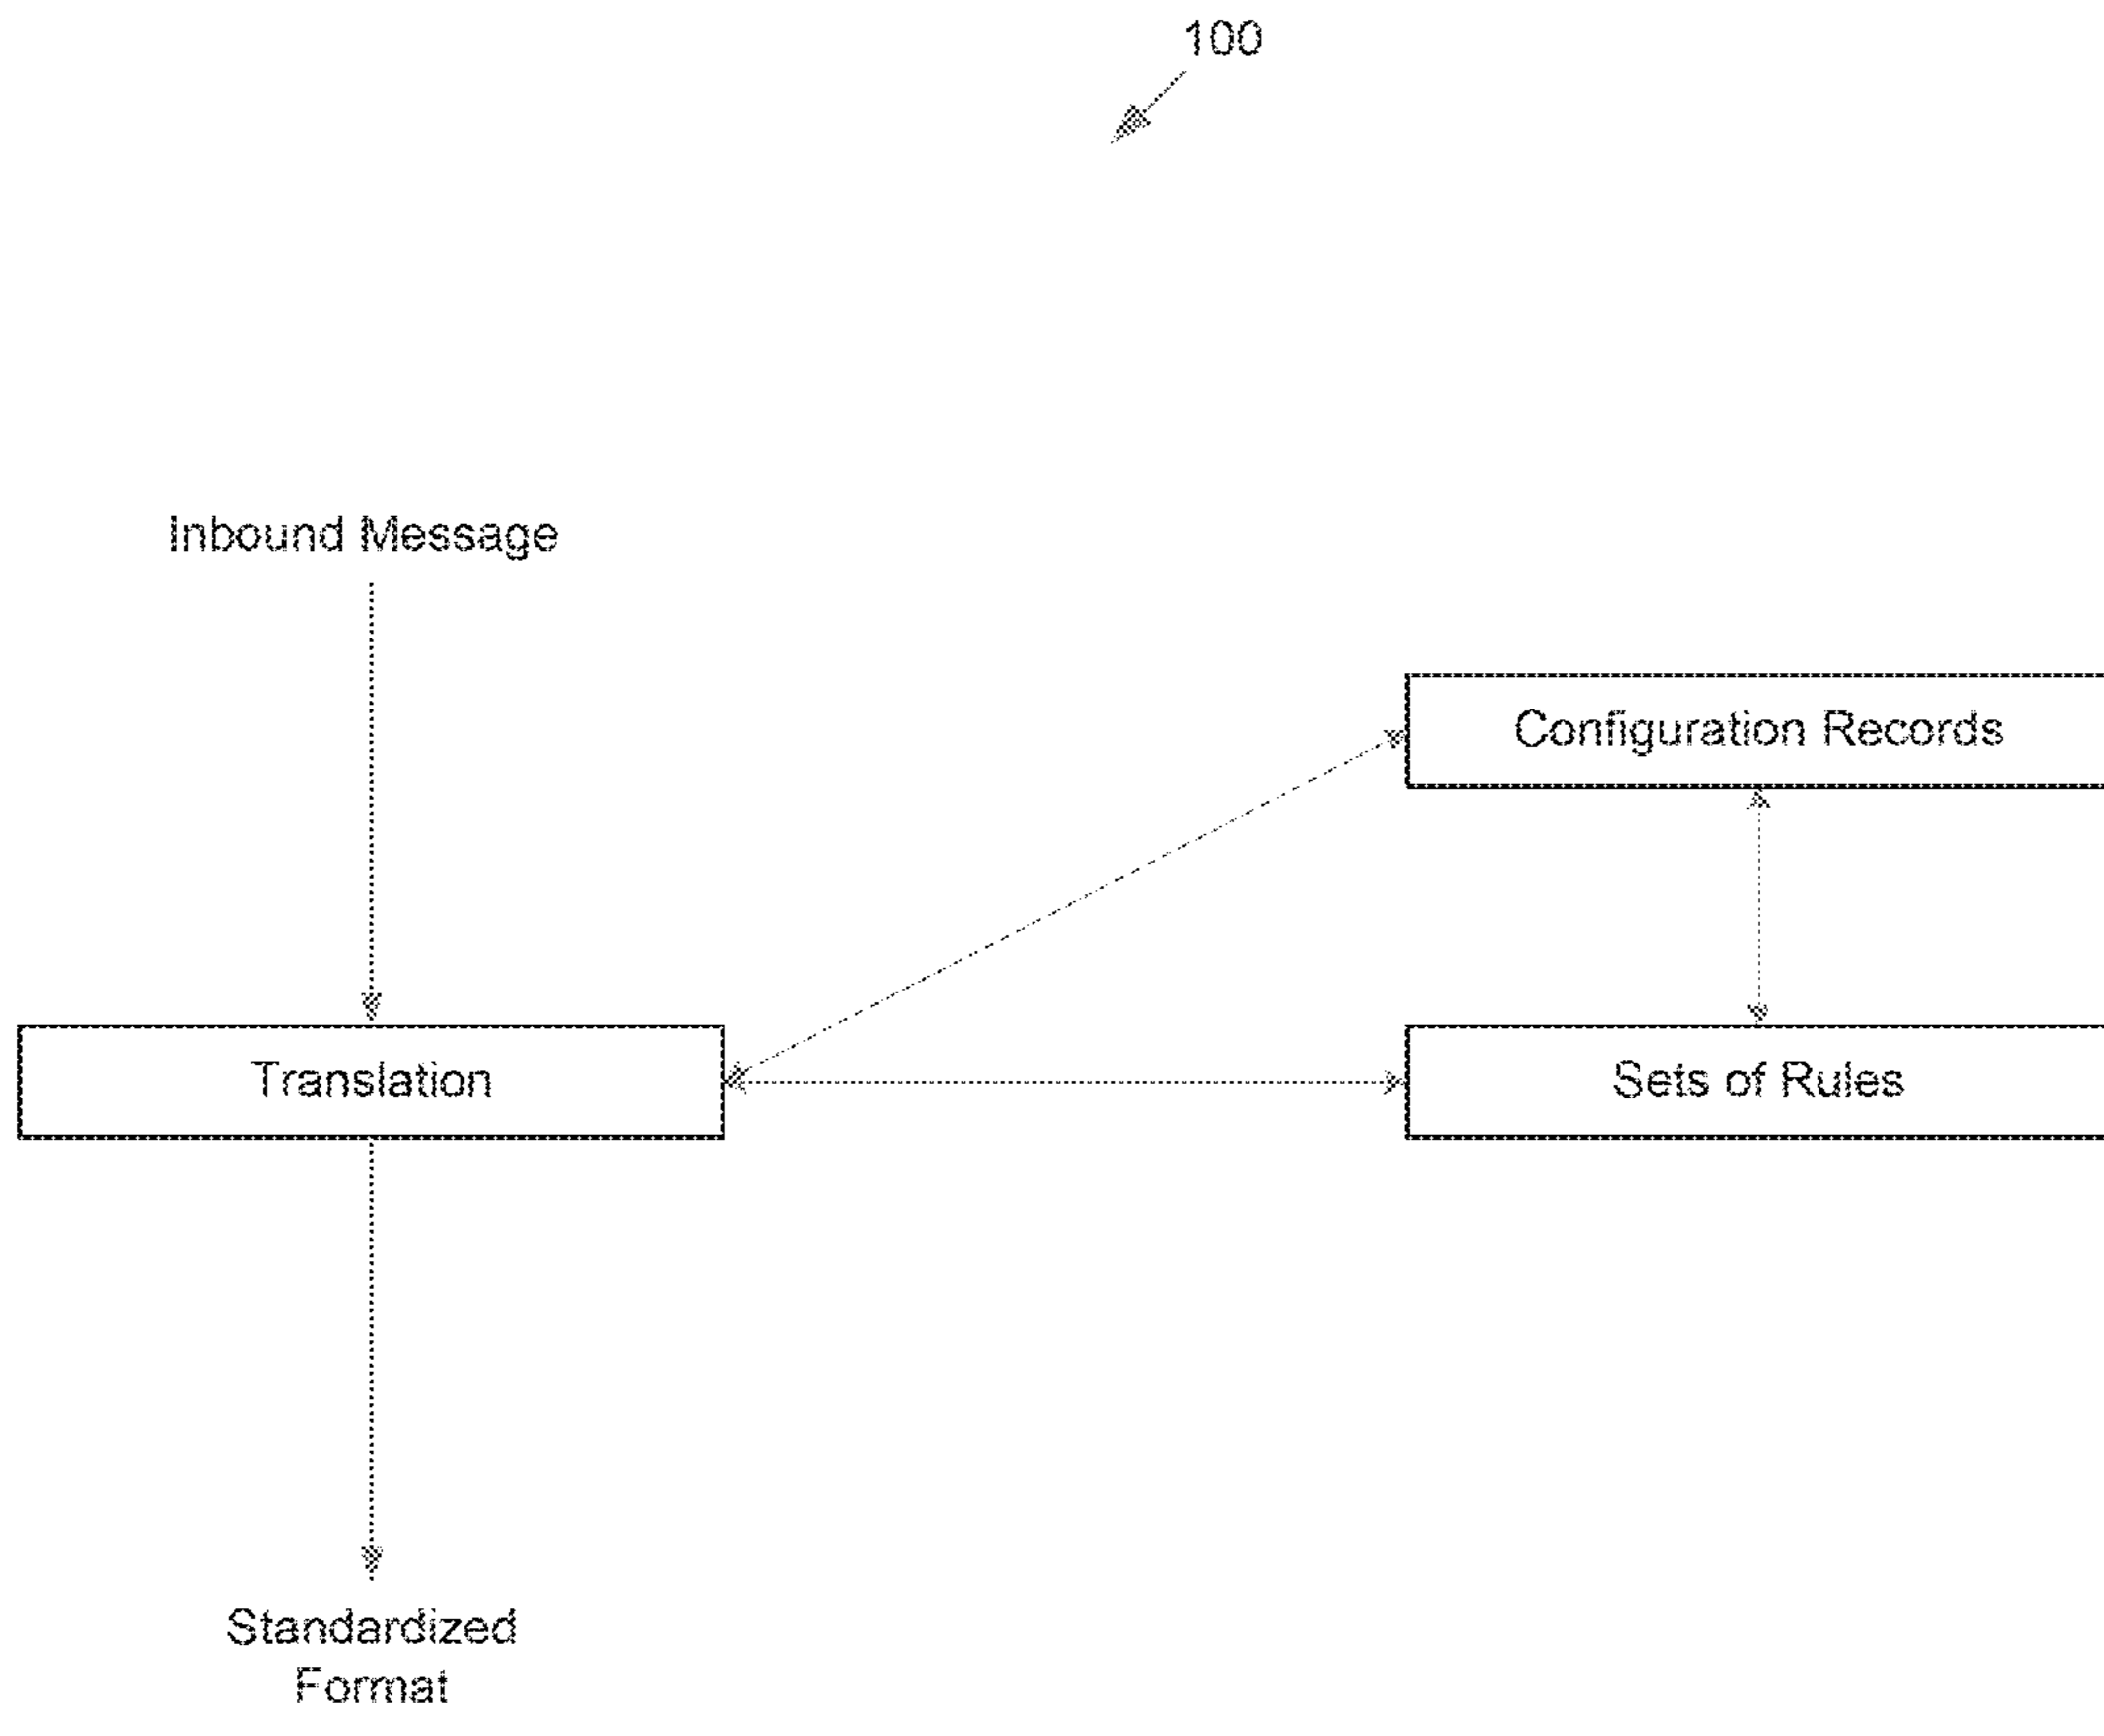 100
Inbound Message
Configuration Records
Translation
Sets of Rules
Standardized
Format